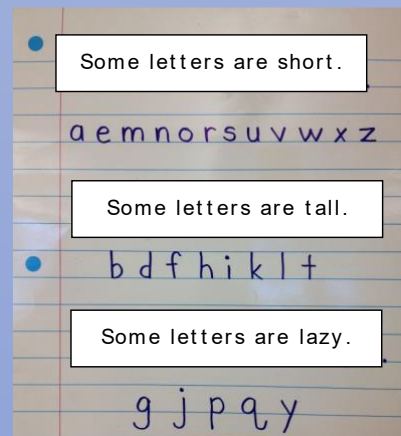 Some letters are short.
a e m n o r s u v w x z
Some letters are tall.
b d f h i k l t
Some letters are lazy.
g j p q y